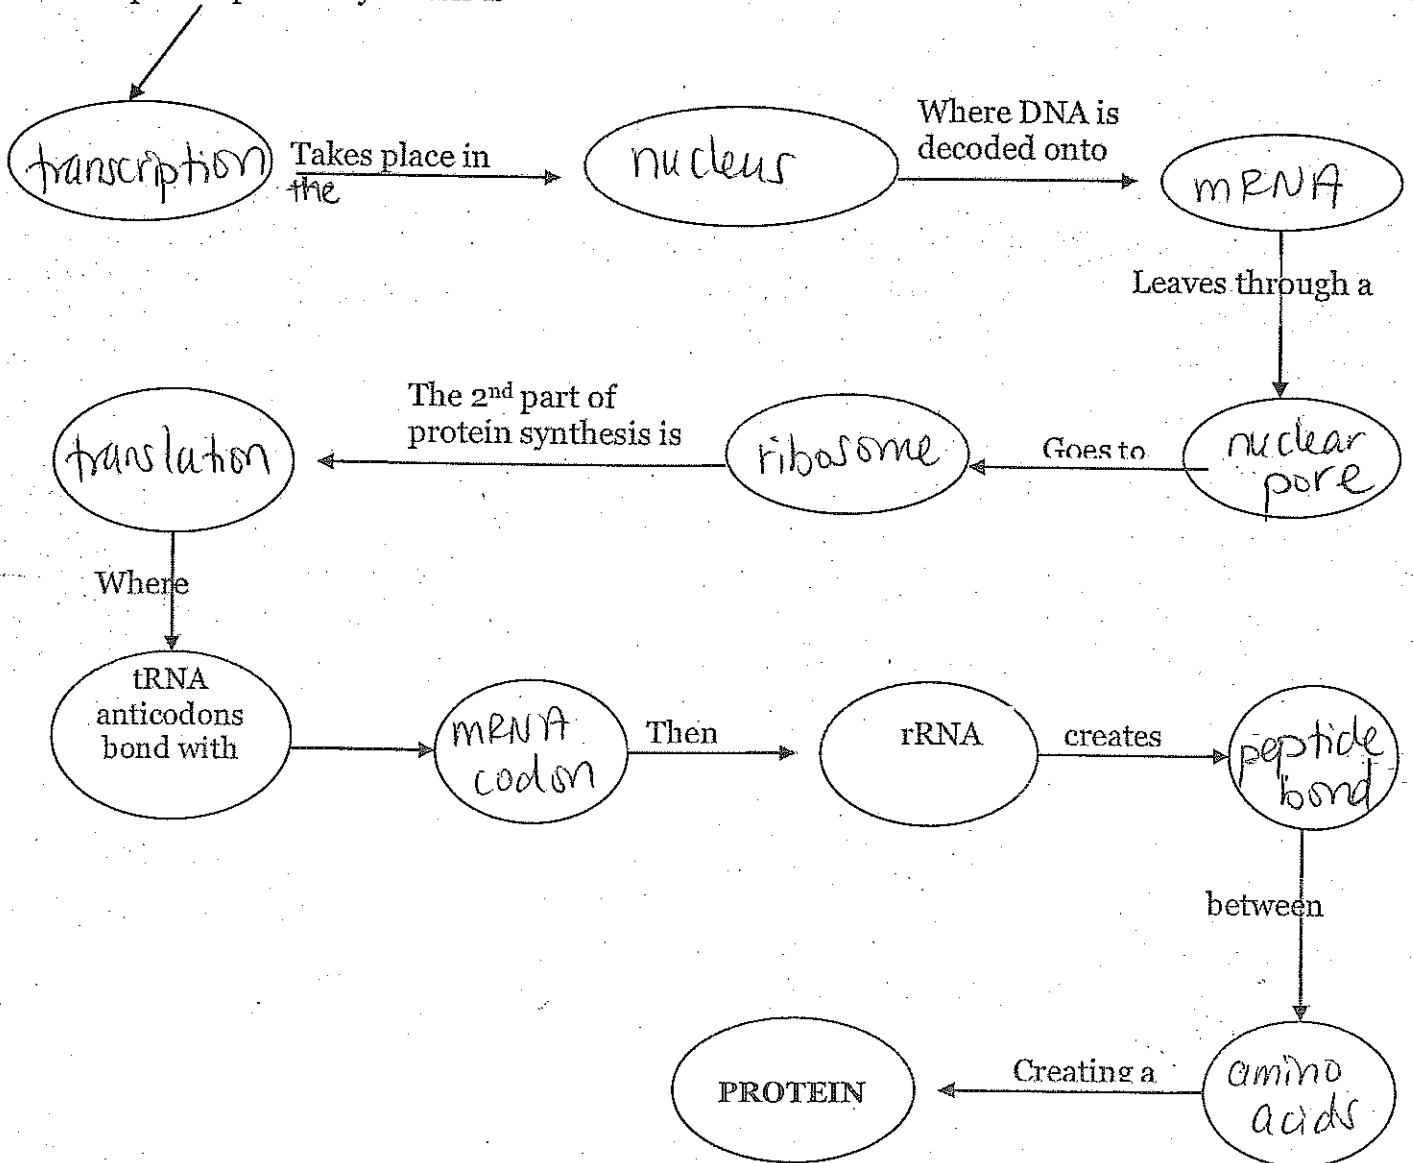 transcription
Takes place in
the
nucleus
Where DNA is
decoded onto
mRNA
Leaves through a
nuclear
pore
Goes to
ribosome
The 2nd part of
protein synthesis is
translation
Where
tRNA
anticodons
bond with
mRNA
codon
Then
rRNA
creates
peptide
bond
between
amino
acids
Creating a
PROTEIN